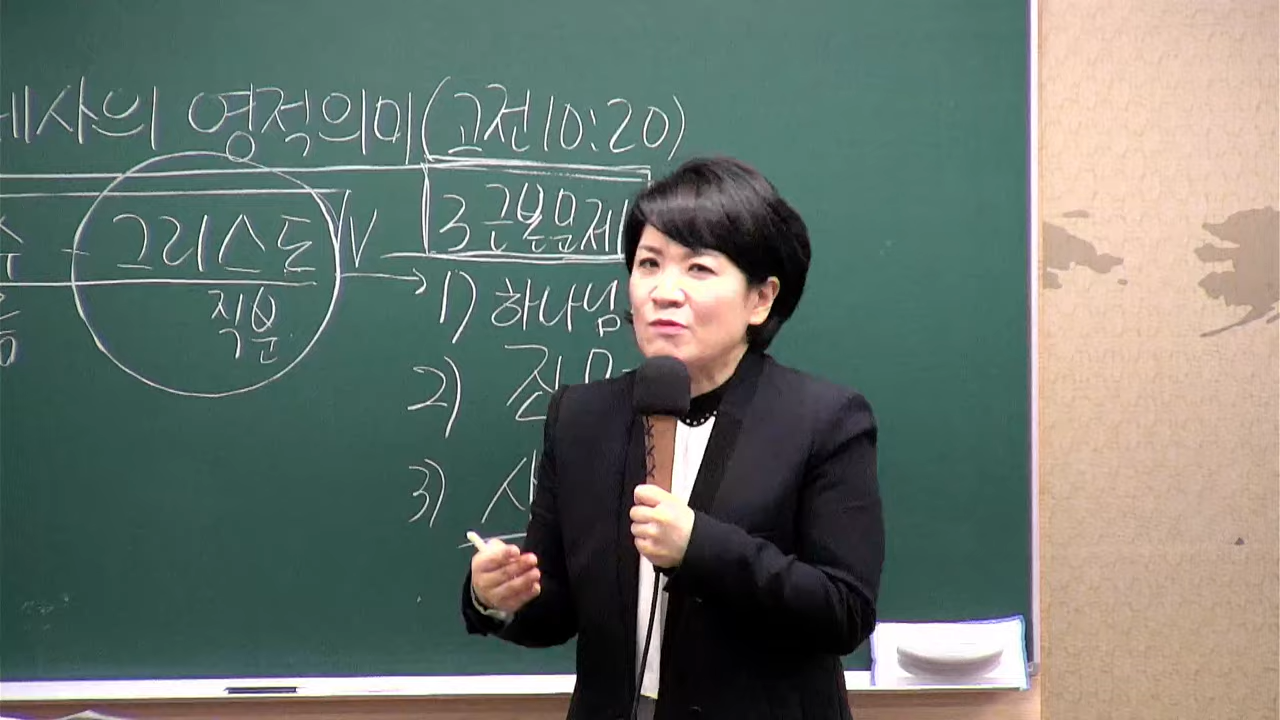 제사의 영적의미(고전10:20)
그리스도 3 근본문제
직분 1) 하나님
2)
3)